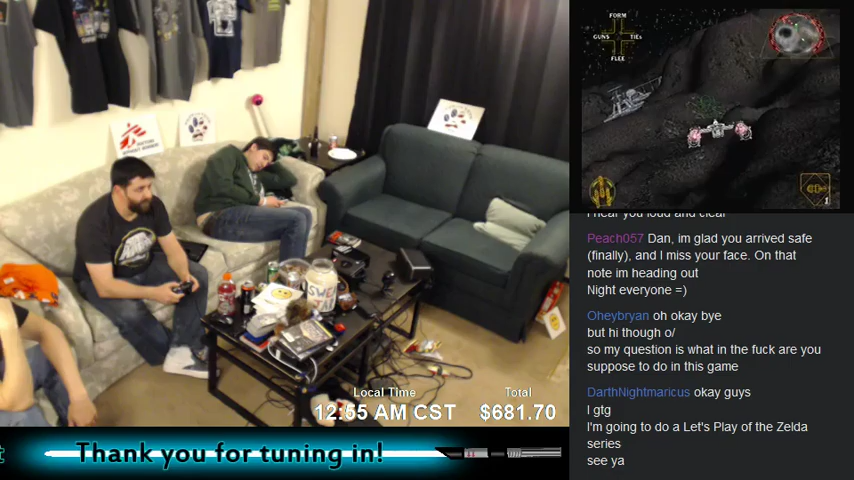 FORM
GUNS
TIEs
FLEE
1
I hear you loud and clear
Peach057 Dan, im glad you arrived safe
(finally), and I miss your face. On that
note im heading out
Night everyone =)
Oheybryan oh okay bye
but hi though o/
so my question is what in the fuck are you
suppose to do in this game
DarthNightmaricus okay guys
I gtg
I'm going to do a Let's Play of the Zelda
series
see ya
Local Time
Total
12:55 AM CST
$681.70
Thank you for tuning in!